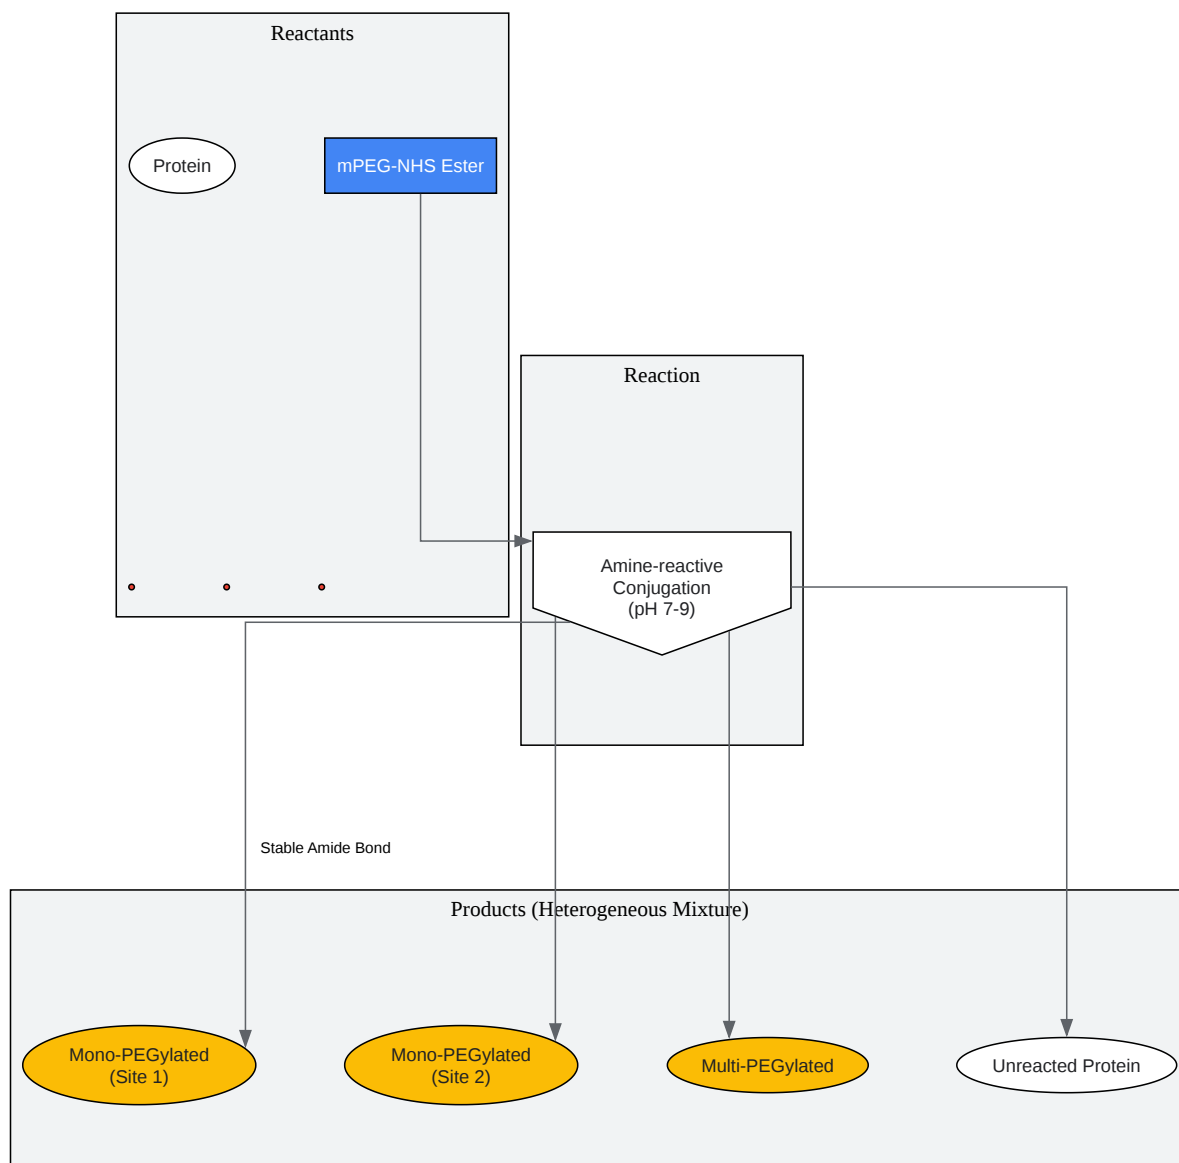 Reactants
Protein
mPEG-NHS Ester
Reaction
Amine-reactive
Conjugation
(pH 7-9)
Stable Amide Bond
Products (Heterogeneous Mixture)
Mono-PEGylated
(Site 1)
Mono-PEGylated
(Site 2)
Multi-PEGylated
Unreacted Protein